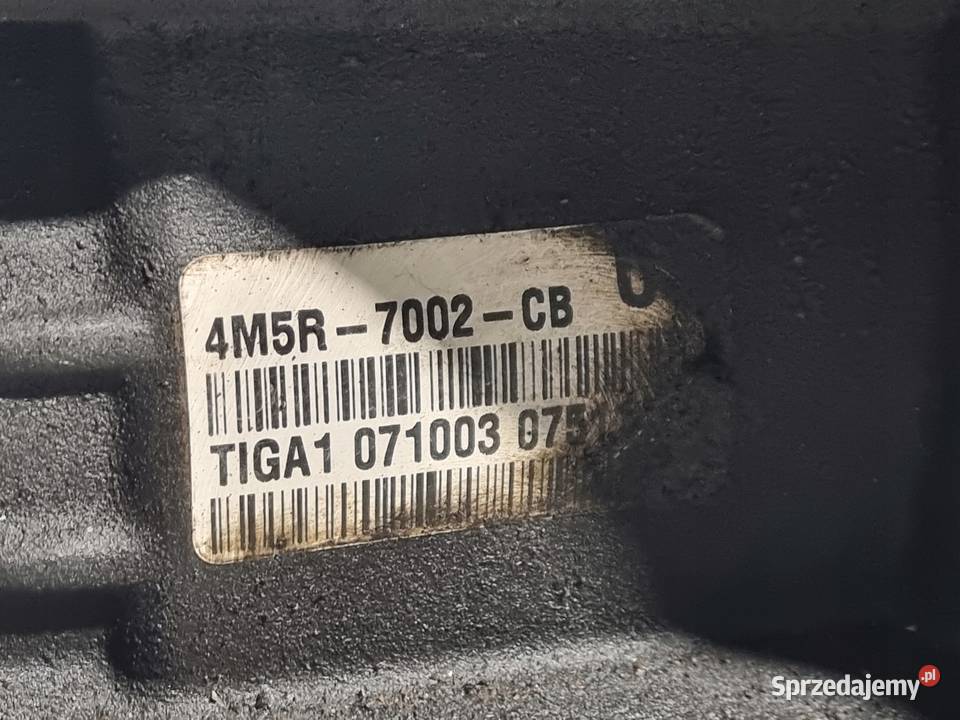 4M5R-7002-CB
TIGA1 071003 075
Sprzedajemy.pl